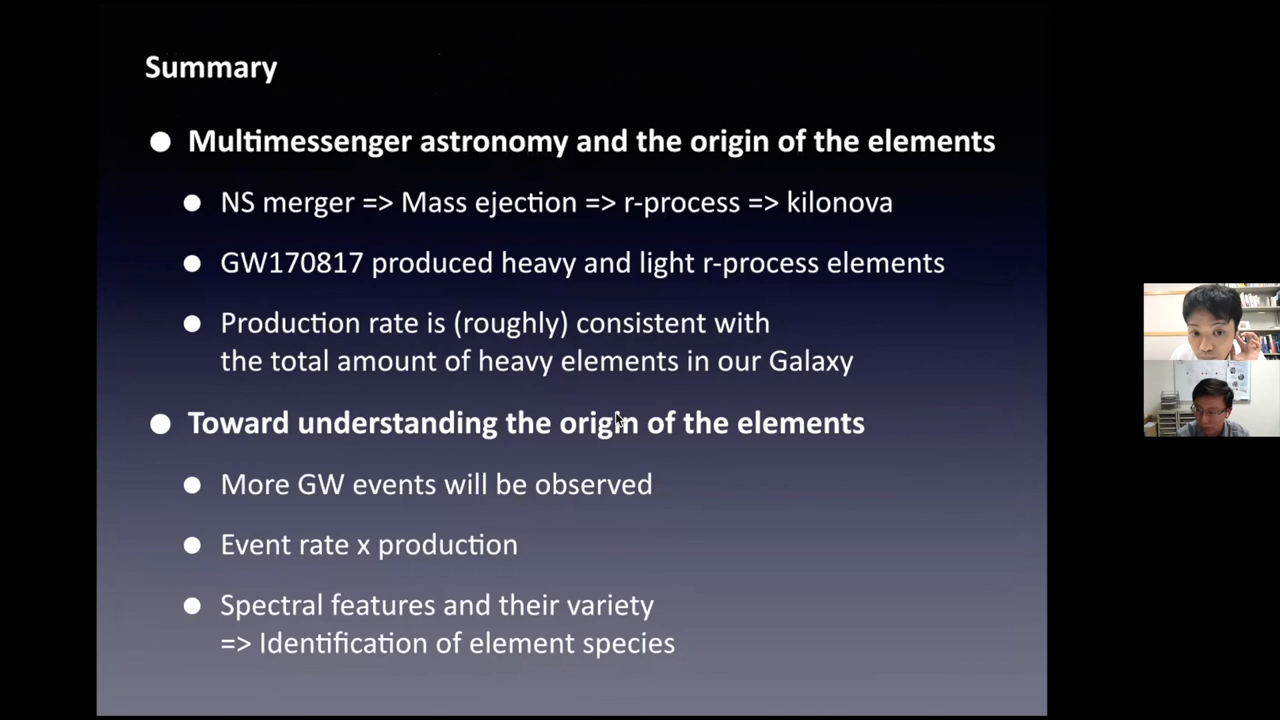 Summary
● Multimessenger astronomy and the origin of the elements
● NS merger => Mass ejection => r-process => kilonova
● GW170817 produced heavy and light r-process elements
● Production rate is (roughly) consistent with
the total amount of heavy elements in our Galaxy
● Toward understanding the origin of the elements
● More GW events will be observed
● Event rate x production
● Spectral features and their variety
=> Identification of element species